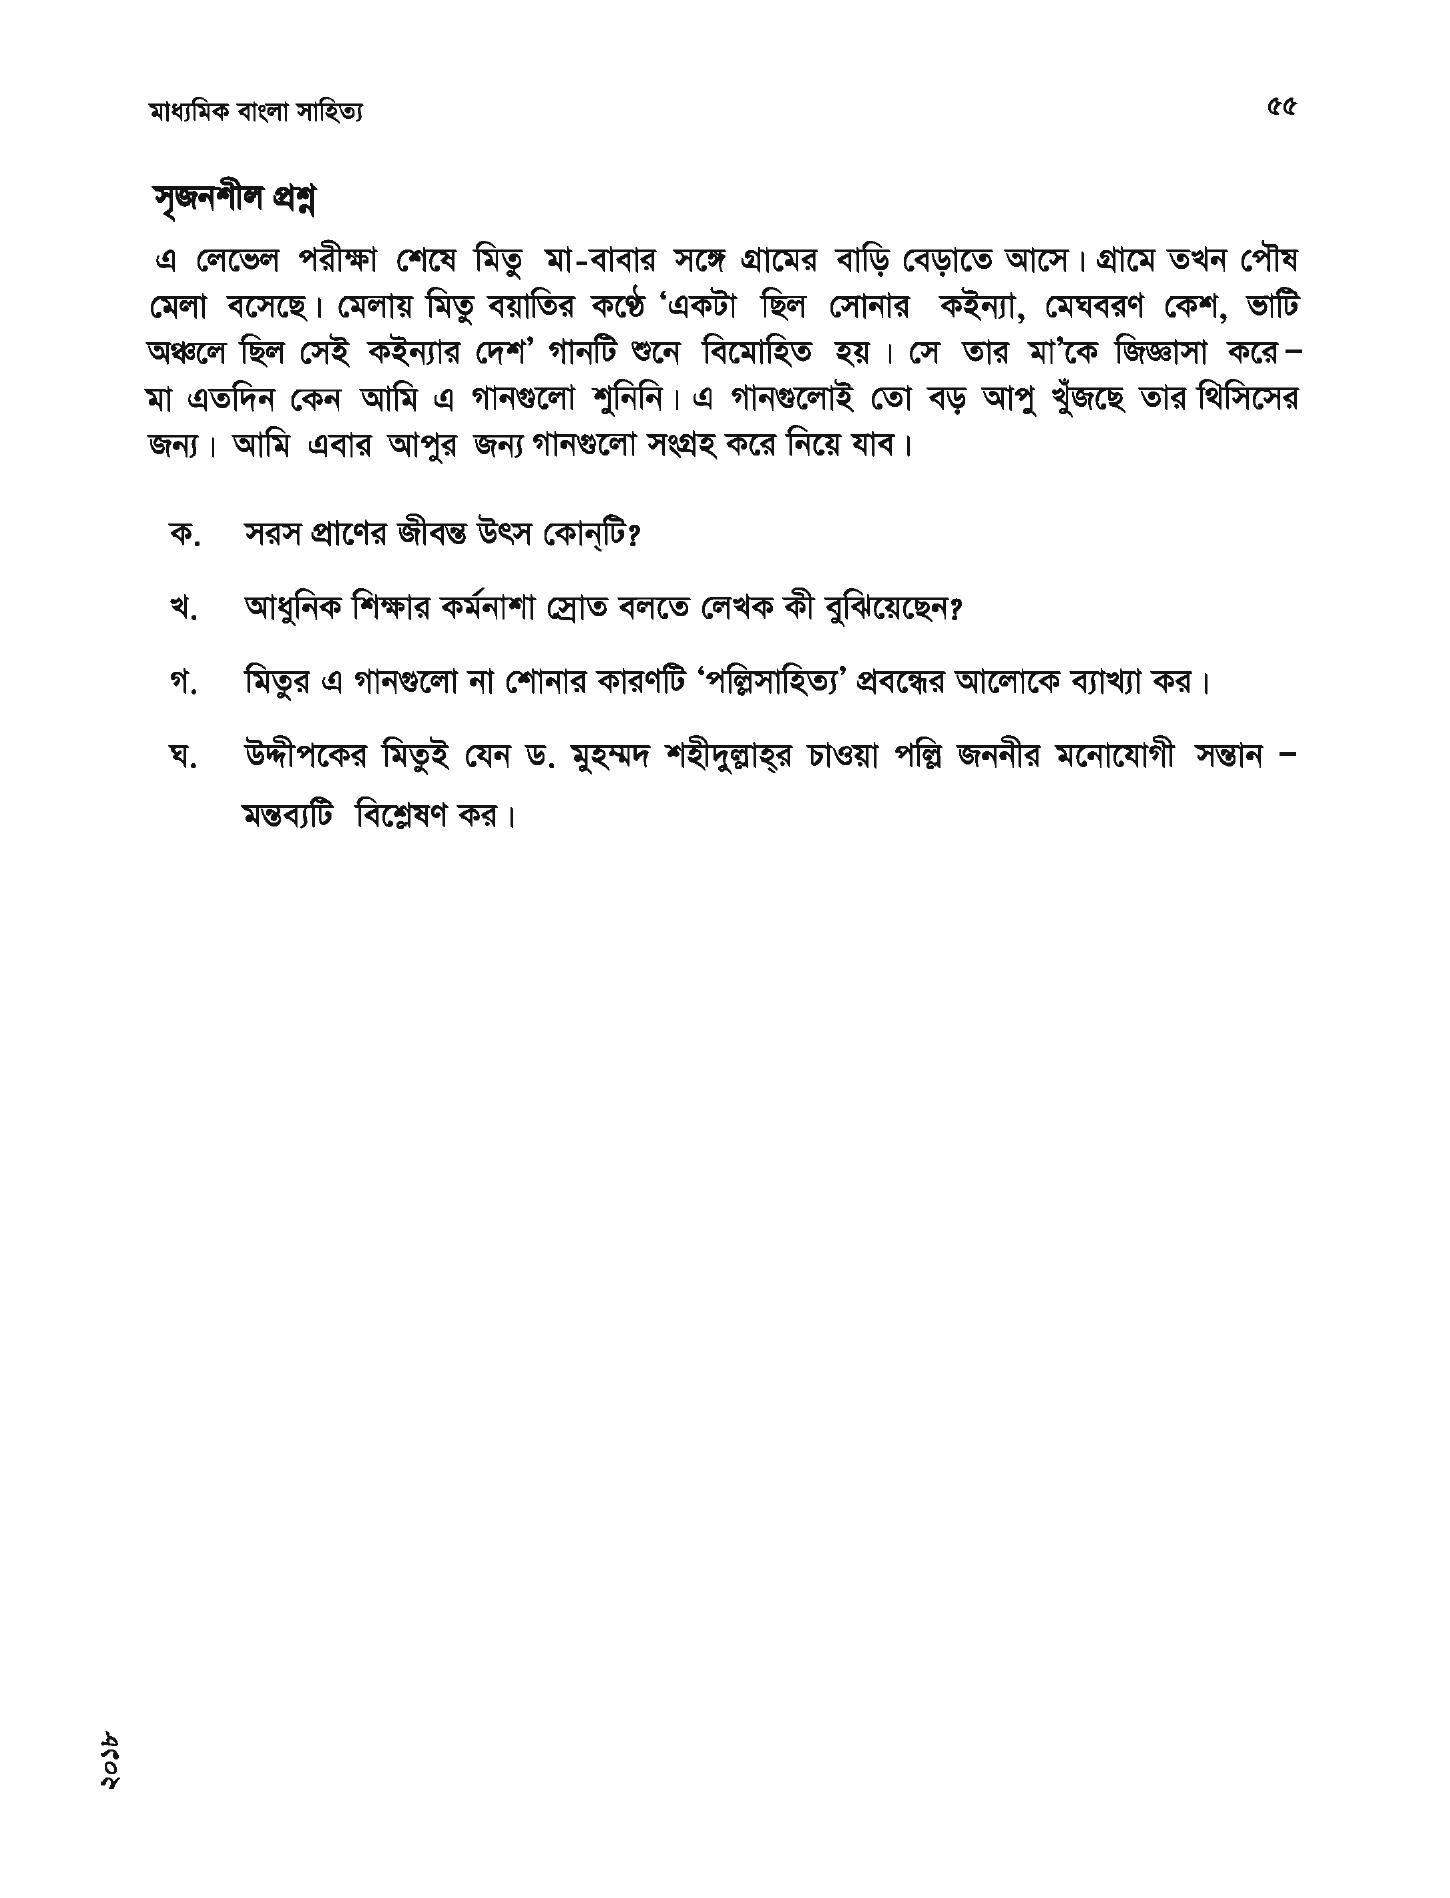 মাধ্যমিক বাংলা সাহিত্য ৫৫
সৃজনশীল প্রশ্ন
এ লেভেল পরীক্ষা শেষে মিতু মা-বাবার সঙ্গে গ্রামের বাড়ি বেড়াতে আসে। গ্রামে তখন পৌষ
মেলা বসেছে। মেলায় মিতু বয়াতির কণ্ঠে ‘একটা ছিল সোনার কইন্যা, মেঘবরণ কেশ, ভাটি
অঞ্চলে ছিল সেই কইন্যার দেশ’ গানটি শুনে বিমোহিত হয়। সে তার মা’কে জিজ্ঞাসা করে–
মা এতদিন কেন আমি এ গানগুলো শুনিনি। এ গানগুলোই তো বড় আপু খুঁজছে তার থিসিসের
জন্য। আমি এবার আপুর জন্য গানগুলো সংগ্রহ করে নিয়ে যাব।
ক. সরস প্রাণের জীবন্ত উৎস কোন্‌টি?
খ. আধুনিক শিক্ষার কর্মনাশা স্রোত বলতে লেখক কী বুঝিয়েছেন?
গ. মিতুর এ গানগুলো না শোনার কারণটি ‘পল্লিসাহিত্য’ প্রবন্ধের আলোকে ব্যাখ্যা কর।
ঘ. উদ্দীপকের মিতুই যেন ড. মুহম্মদ শহীদুল্লাহ্‌র চাওয়া পল্লি জননীর মনোযোগী সন্তান –
মন্তব্যটি বিশ্লেষণ কর।
২০১৮